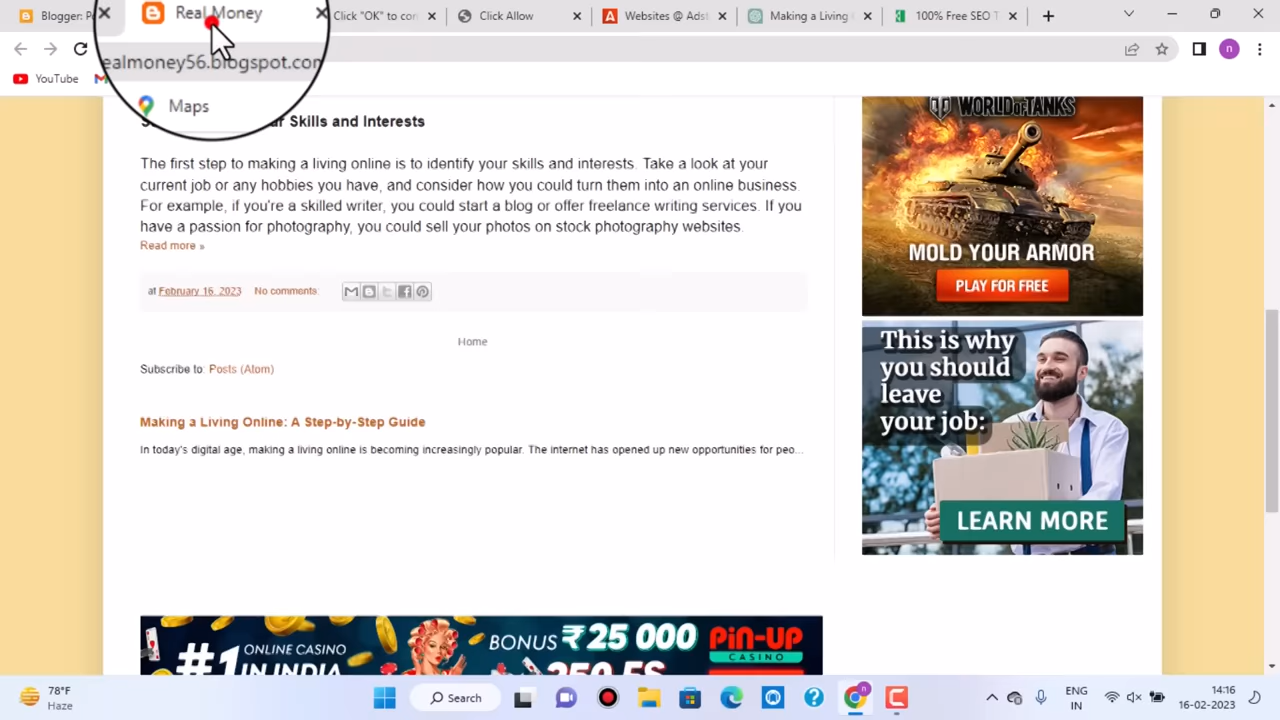 Blogger: P
Real Money
Click "OK" to con
Click Allow
Websites @ Adst
Making a Living
100% Free SEO T
ealmoney56.blogspot.com
n
YouTube
Maps
r Skills and Interests
The first step to making a living online is to identify your skills and interests. Take a look at your
current job or any hobbies you have, and consider how you could turn them into an online business.
For example, if you're a skilled writer, you could start a blog or offer freelance writing services. If you
have a passion for photography, you could sell your photos on stock photography websites.
Read more »
at February 16, 2023 No comments:
Home
Subscribe to: Posts (Atom)
Making a Living Online: A Step-by-Step Guide
In today's digital age, making a living online is becoming increasingly popular. The internet has opened up new opportunities for peo...
WORLD OF TANKS
MOLD YOUR ARMOR
PLAY FOR FREE
This is why
you should
leave
your job:
LEARN MORE
#1 ONLINE CASINO
IN INDIA
BONUS ₹25 000
250 FS
PIN-UP
CASINO
78°F
Haze
Search
n
ENG
IN
14:16
16-02-2023